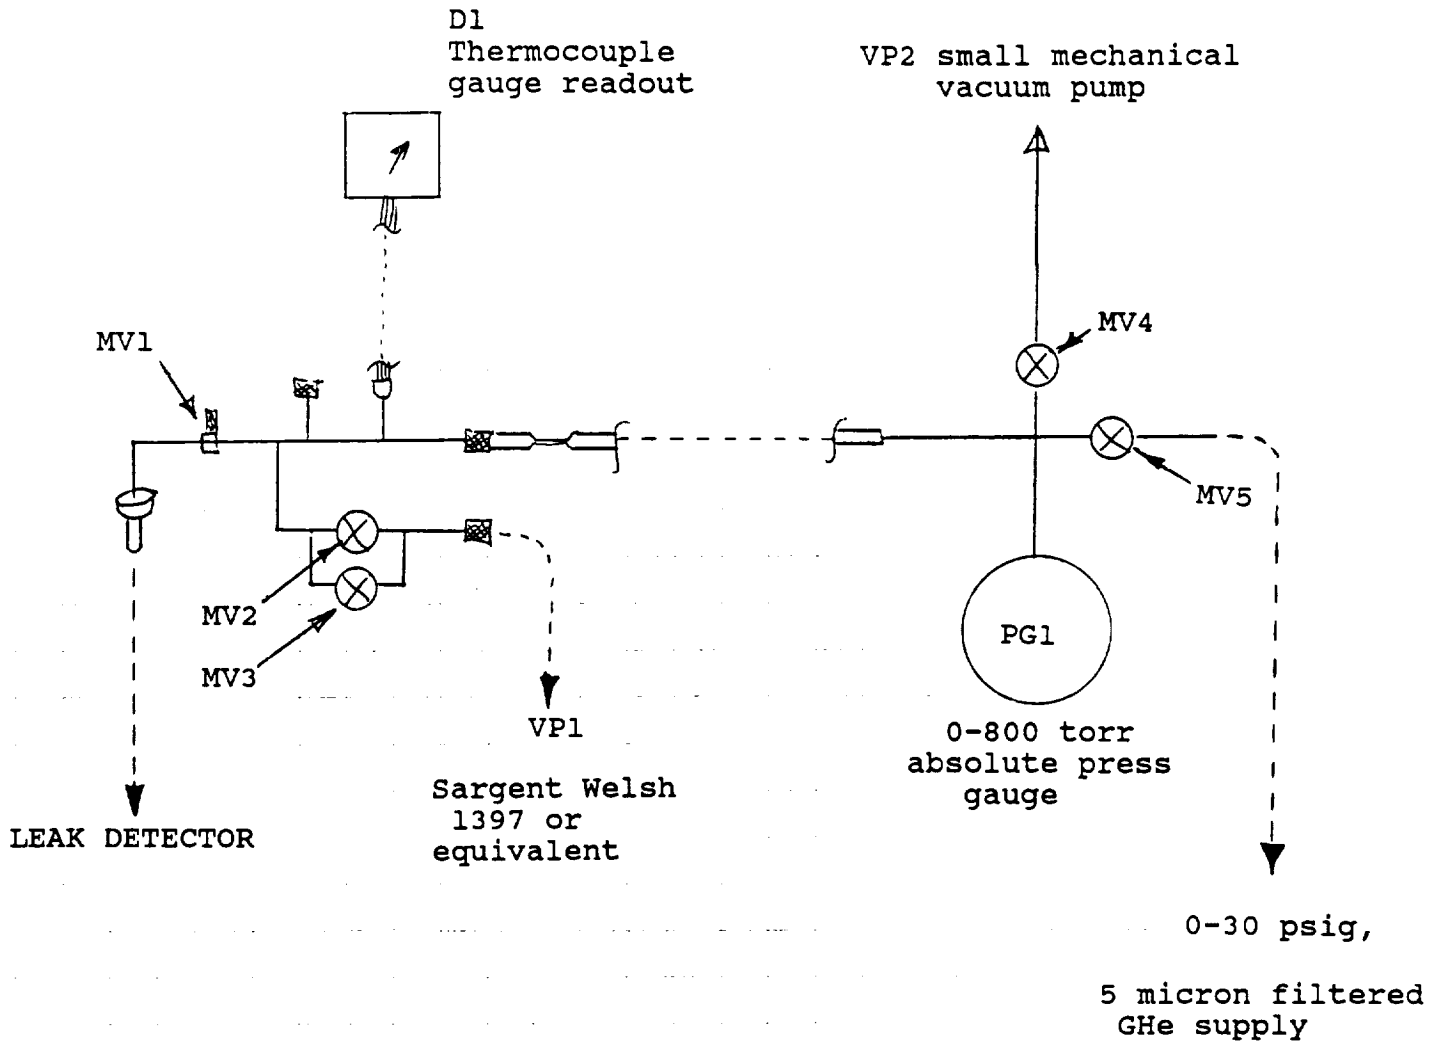 D1
Thermocouple
gauge readout
VP2 small mechanical
vacuum pump
MV1
MV4
MV5
MV2
MV3
PG1
VP1
0-800 torr
absolute press
gauge
Sargent Welsh
1397 or
equivalent
LEAK DETECTOR
0-30 psig,
5 micron filtered
GHe supply